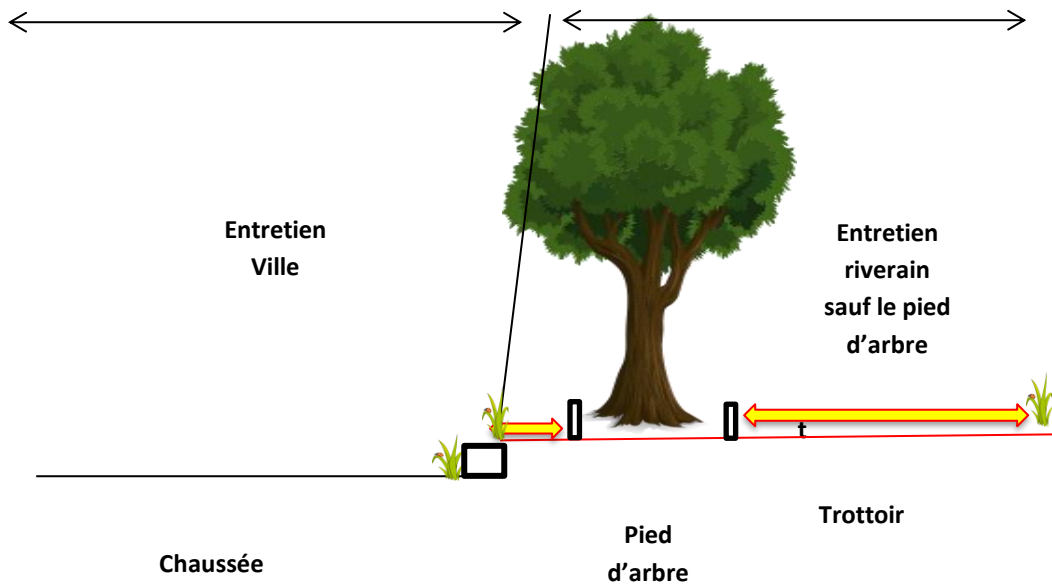 Entretien
Ville
Entretien
riverain
sauf le pied
d'arbre
t
Trottoir
Pied
d'arbre
Chaussée